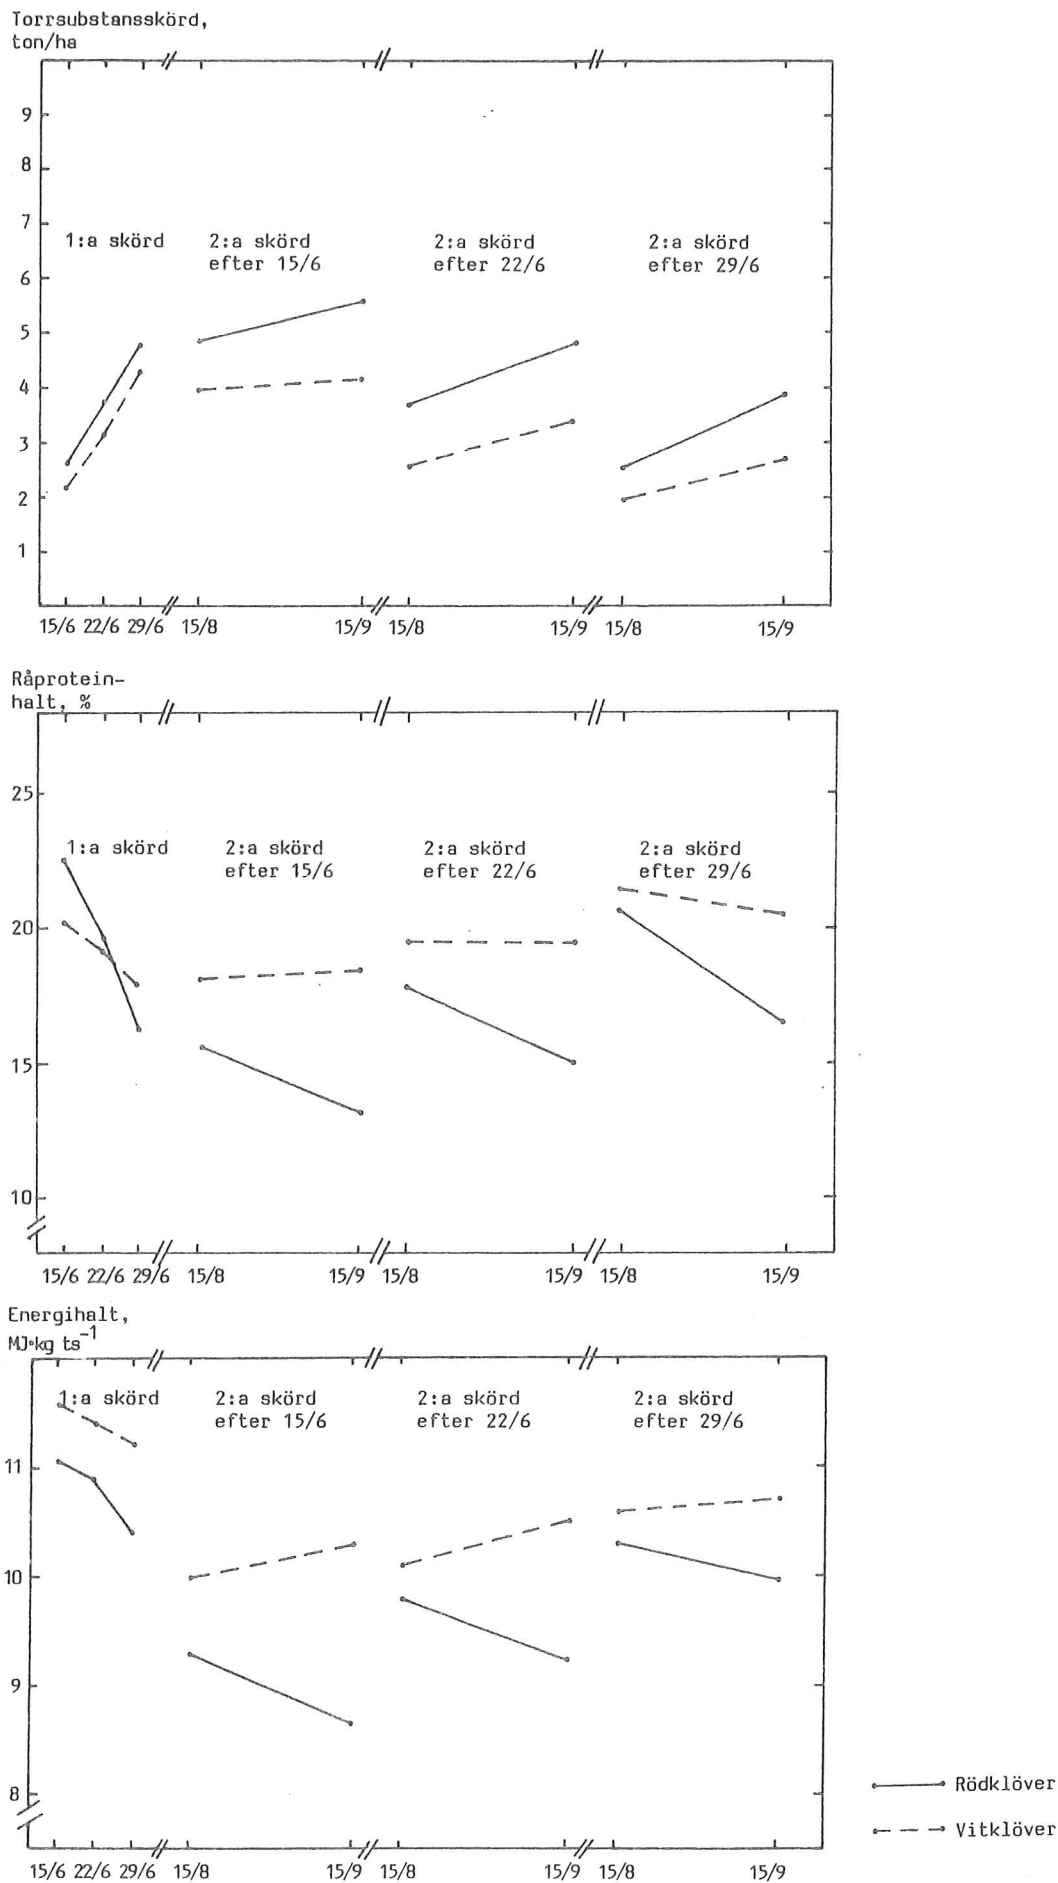 Torrsubstansskörd,
ton/ha
9
8
7
1:a skörd 2:a skörd 2:a skörd 2:a skörd
efter 15/6 efter 22/6 efter 29/6
6
5
4
3
2
1
15/6 22/6 29/6 15/8 15/9 15/8 15/9 15/8 15/9
Råprotein-
halt, %
25
1:a skörd 2:a skörd 2:a skörd 2:a skörd
efter 15/6 efter 22/6 efter 29/6
20
15
10
15/6 22/6 29/6 15/8 15/9 15/8 15/9 15/8 15/9
Energihalt,
MJ·kg ts⁻¹
1:a skörd 2:a skörd 2:a skörd 2:a skörd
efter 15/6 efter 22/6 efter 29/6
11
10
9
8
Rödklöver
Vitklöver
15/6 22/6 29/6 15/8 15/9 15/8 15/9 15/8 15/9